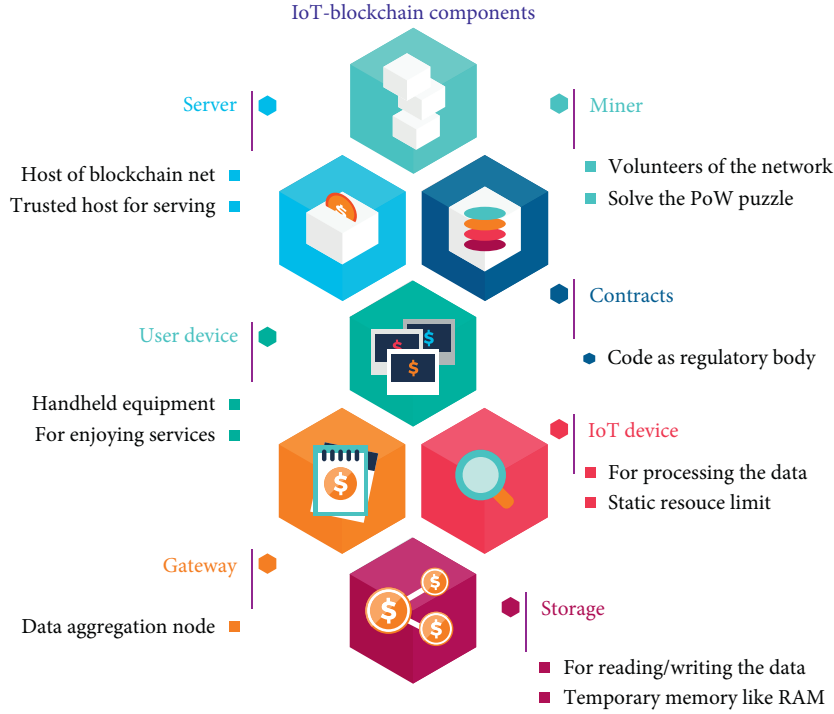 IoT-blockchain components
Server
Host of blockchain net
Trusted host for serving
Miner
Volunteers of the network
Solve the PoW puzzle
Contracts
Code as regulatory body
User device
Handheld equipment
For enjoying services
IoT device
For processing the data
Static resouce limit
Gateway
Data aggregation node
Storage
For reading/writing the data
Temporary memory like RAM
$
$
$
$
$
$
$
$